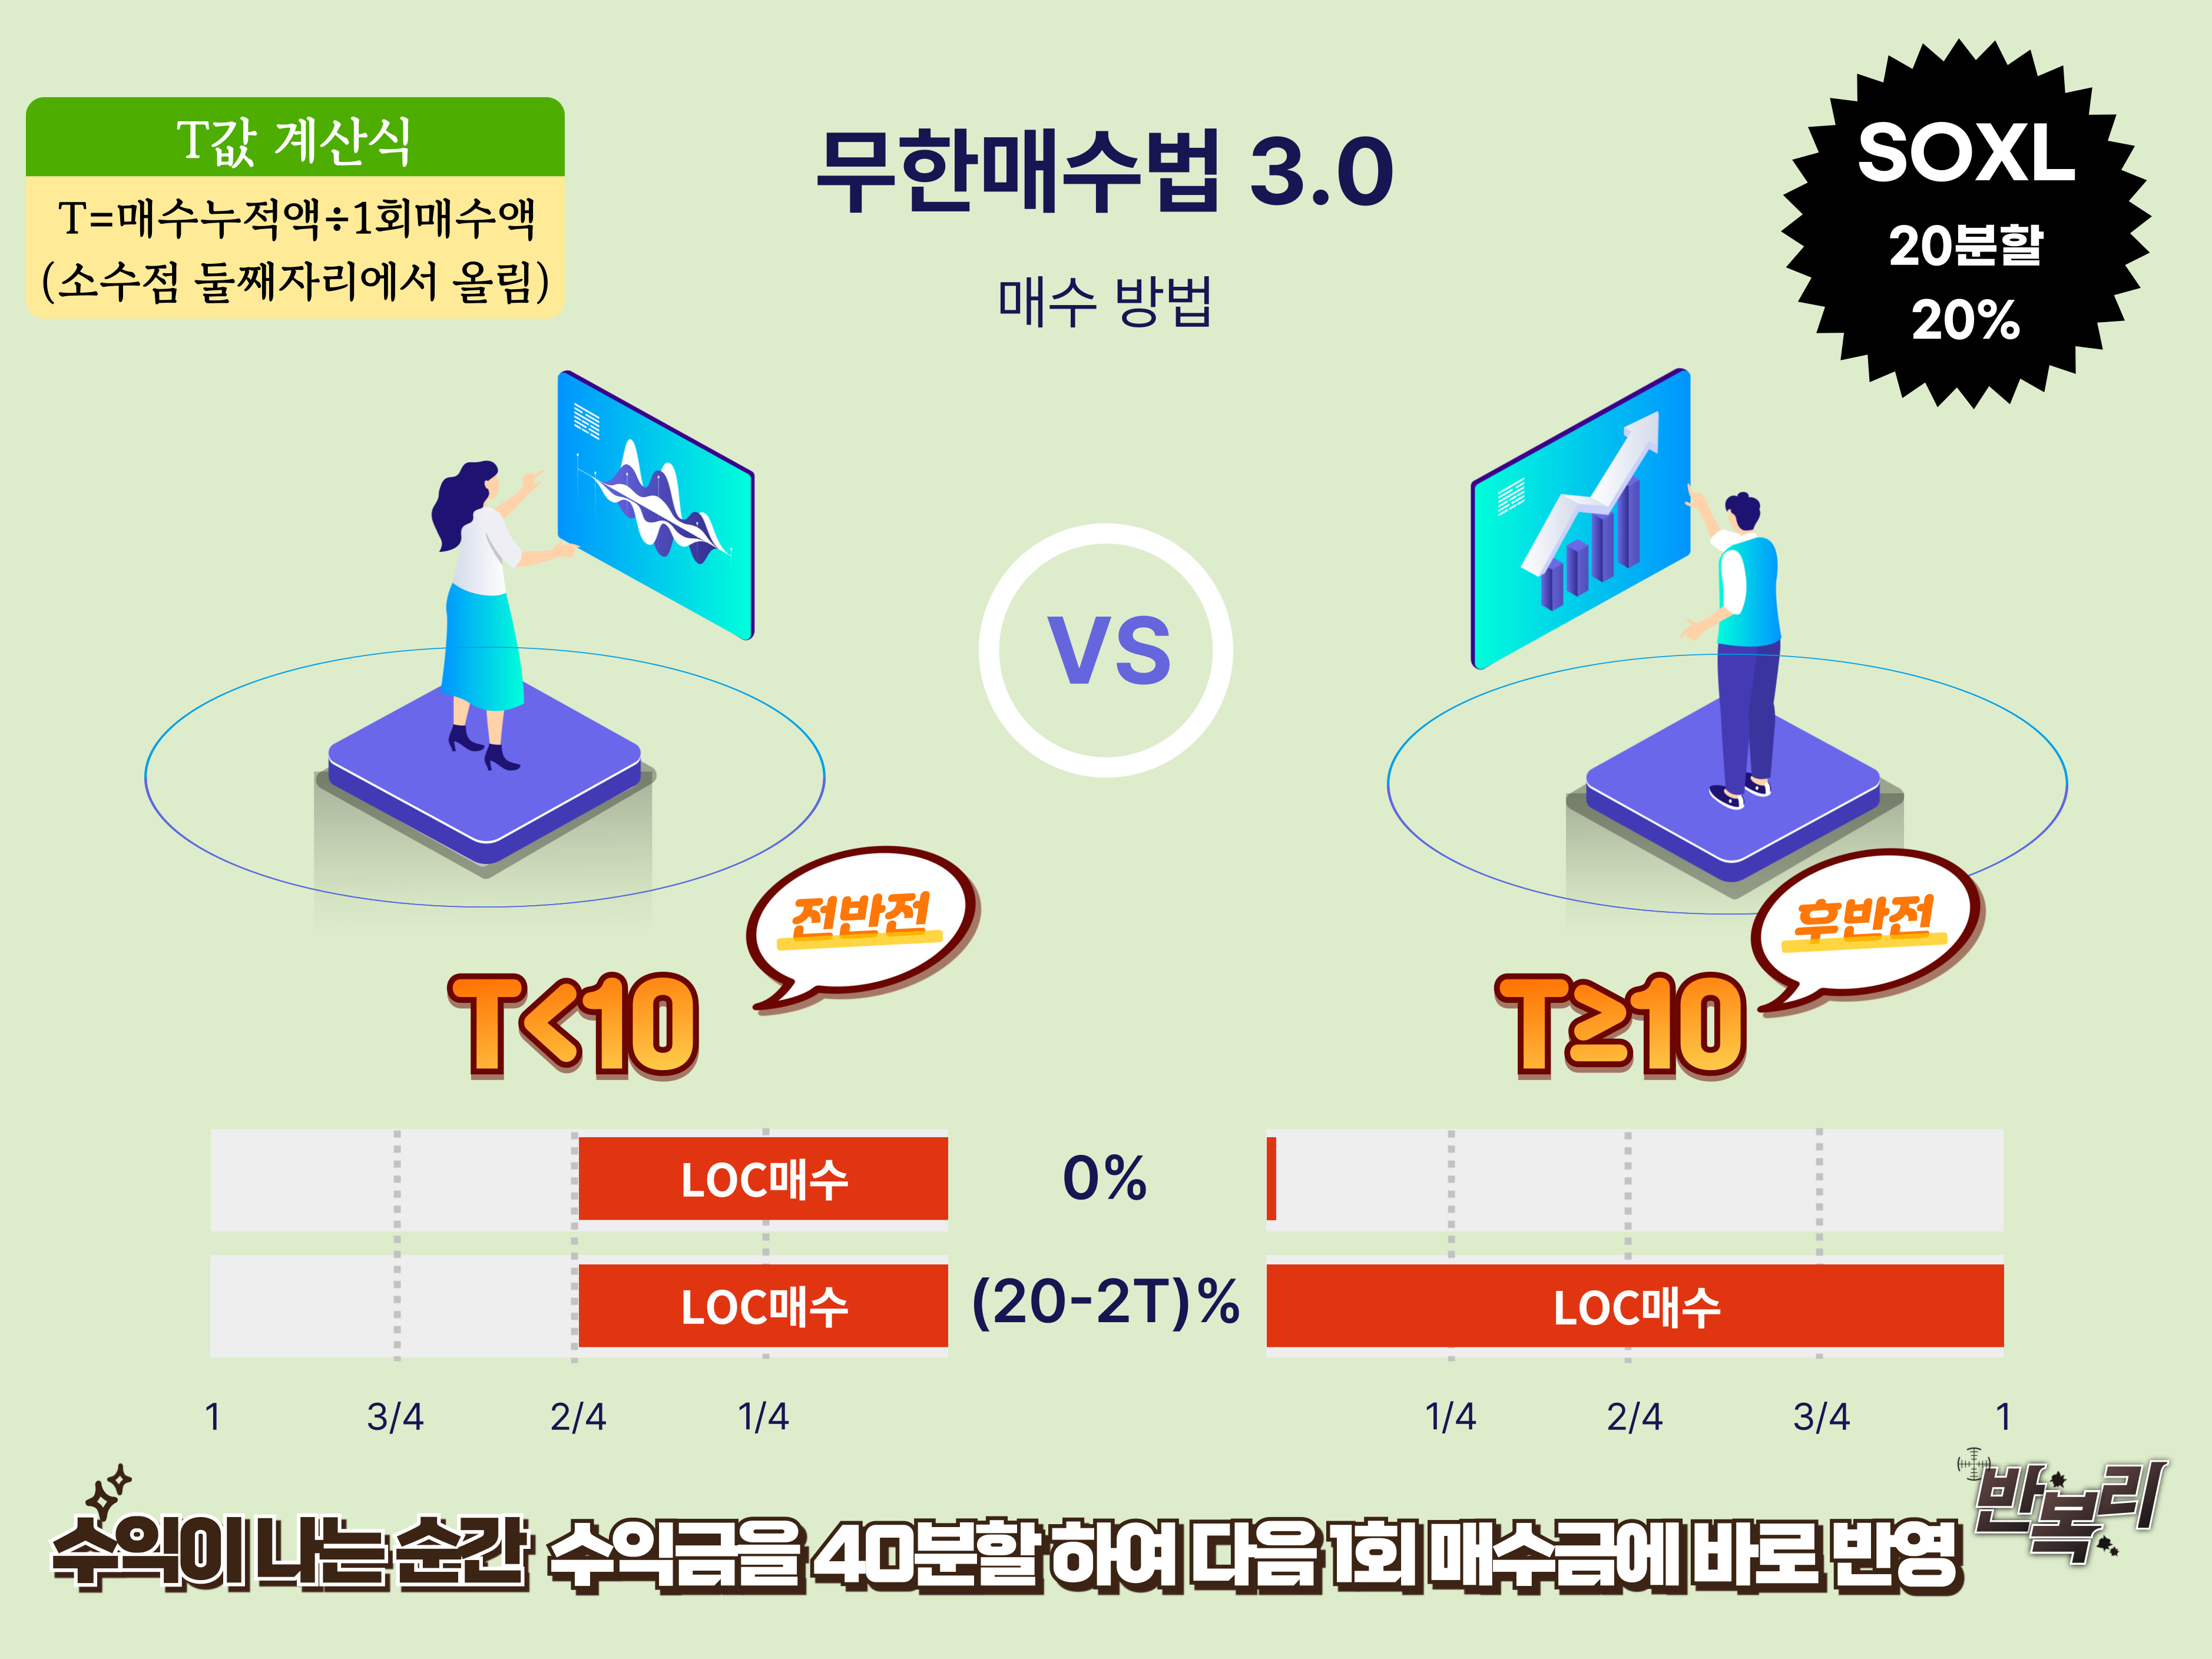 T값 계산식
T=매수누적액÷1회매수액
(소수점 둘째자리에서 올림)
무한매수법 3.0
매수 방법
SOXL
20분할
20%
VS
전반전
후반전
T<10
T≥10
LOC매수
0%
LOC매수
(20-2T)%
LOC매수
1 3/4 2/4 1/4
1/4 2/4 3/4 1
수익이 나는 순간 수익금을 40분할 하여 다음 1회 매수금에 바로 반영
반복리